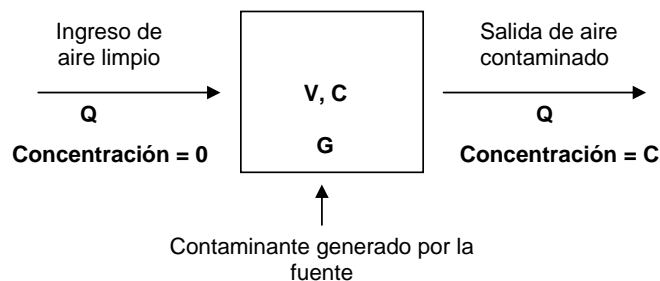 Ingreso de
aire limpio
Q
Concentración = 0
V, C
G
Salida de aire
contaminado
Q
Concentración = C
Contaminante generado por la
fuente